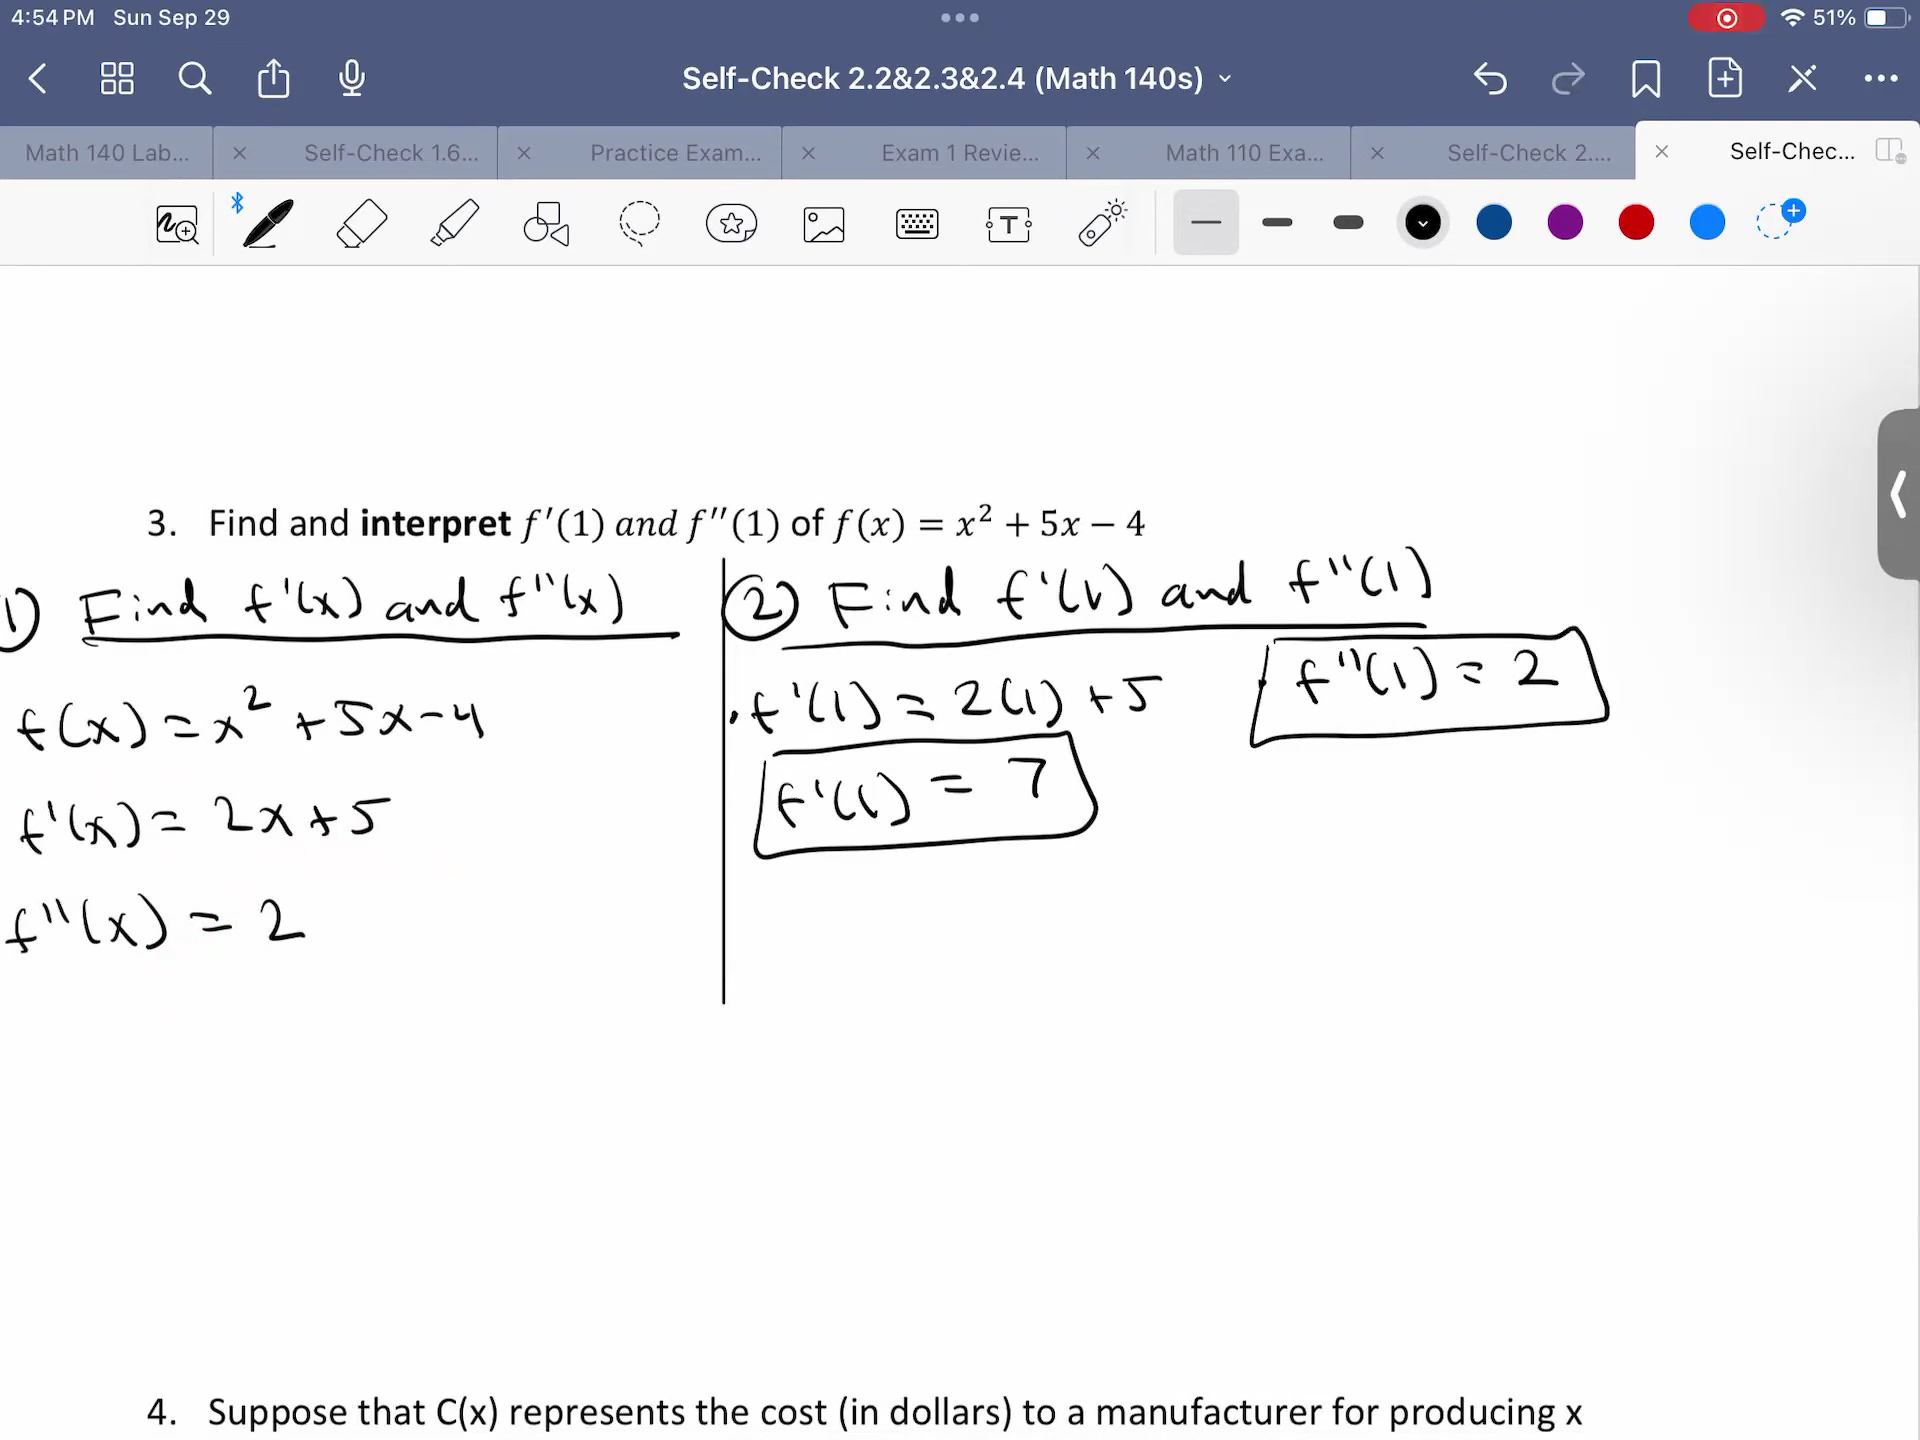 4:54 PM Sun Sep 29
51%
Self-Check 2.2&2.3&2.4 (Math 140s)
Math 140 Lab...
Self-Check 1.6...
Practice Exam...
Exam 1 Revie...
Math 110 Exa...
Self-Check 2....
Self-Chec...
3. Find and interpret f′(1) and f″(1) of f(x) = x² + 5x − 4
1) Find f'(x) and f"(x)
f(x) = x² + 5x - 4
f'(x) = 2x + 5
f"(x) = 2
② Find f'(1) and f"(1)
. f'(1) = 2(1) + 5
f'(1) = 7
f"(1) = 2
4. Suppose that C(x) represents the cost (in dollars) to a manufacturer for producing x